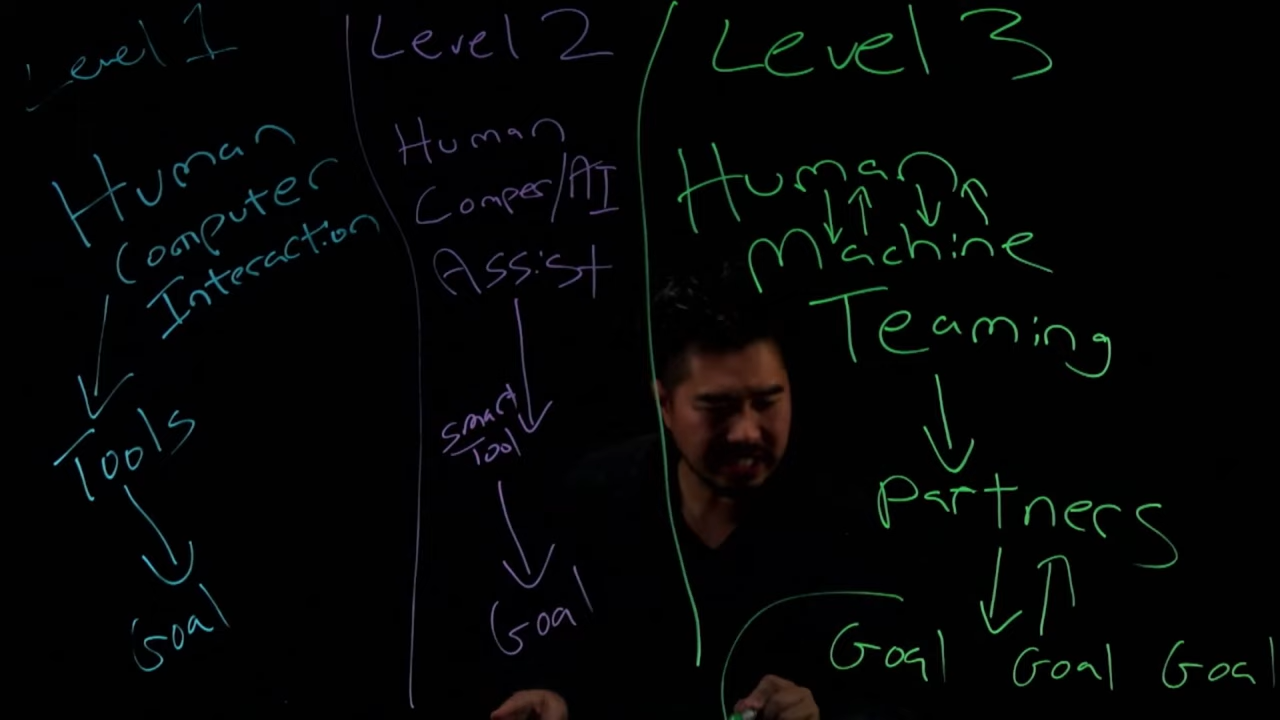 Level 1
Human
Computer
Interaction
Tools
Goal
Level 2
Human
Comper/AI
Assist
Smart
Tool
Goal
Level 3
Human
Machine
Teaming
Partners
Goal Goal Goal